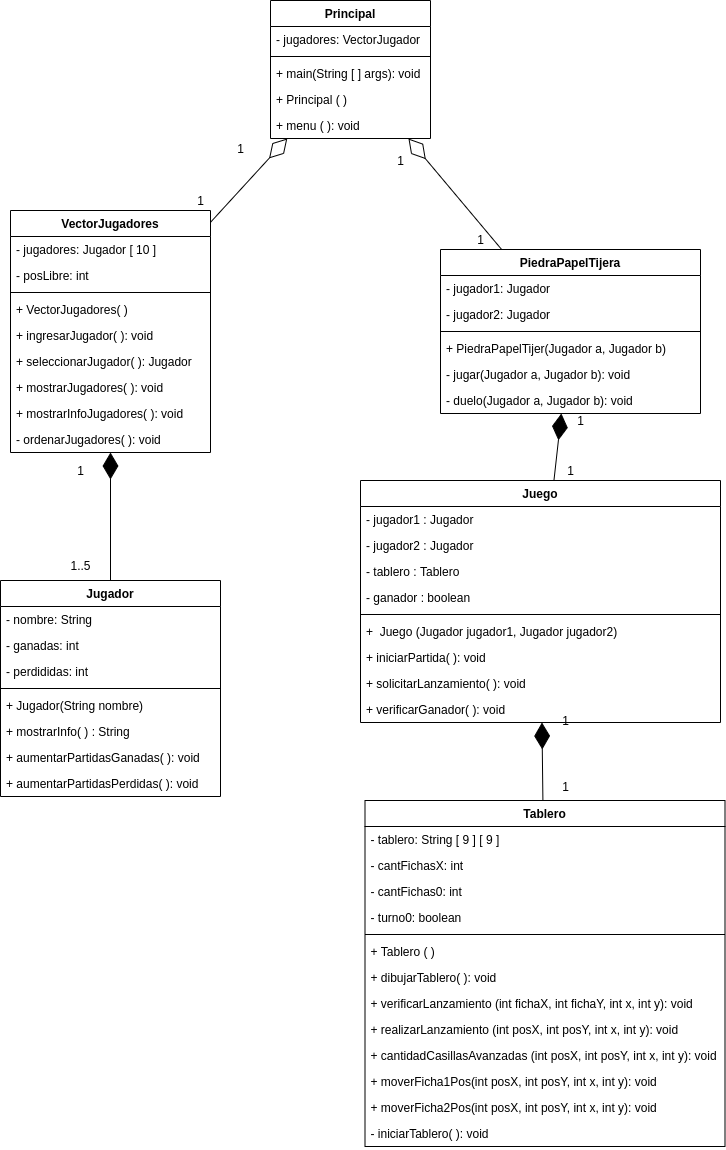 Principal
- jugadores: VectorJugador
+ main(String [ ] args): void
+ Principal ( )
+ menu ( ): void
1
1
1
1
VectorJugadores
- jugadores: Jugador [ 10 ]
- posLibre: int
+ VectorJugadores( )
+ ingresarJugador( ): void
+ seleccionarJugador( ): Jugador
+ mostrarJugadores( ): void
+ mostrarInfoJugadores( ): void
- ordenarJugadores( ): void
PiedraPapelTijera
- jugador1: Jugador
- jugador2: Jugador
+ PiedraPapelTijer(Jugador a, Jugador b)
- jugar(Jugador a, Jugador b): void
- duelo(Jugador a, Jugador b): void
1
1
1
1..5
Juego
- jugador1 : Jugador
- jugador2 : Jugador
- tablero : Tablero
- ganador : boolean
+  Juego (Jugador jugador1, Jugador jugador2)
+ iniciarPartida( ): void
+ solicitarLanzamiento( ): void
+ verificarGanador( ): void
Jugador
- nombre: String
- ganadas: int
- perdididas: int
+ Jugador(String nombre)
+ mostrarInfo( ) : String
+ aumentarPartidasGanadas( ): void
+ aumentarPartidasPerdidas( ): void
1
1
Tablero
- tablero: String [ 9 ] [ 9 ]
- cantFichasX: int
- cantFichas0: int
- turno0: boolean
+ Tablero ( )
+ dibujarTablero( ): void
+ verificarLanzamiento (int fichaX, int fichaY, int x, int y): void
+ realizarLanzamiento (int posX, int posY, int x, int y): void
+ cantidadCasillasAvanzadas (int posX, int posY, int x, int y): void
+ moverFicha1Pos(int posX, int posY, int x, int y): void
+ moverFicha2Pos(int posX, int posY, int x, int y): void
- iniciarTablero( ): void